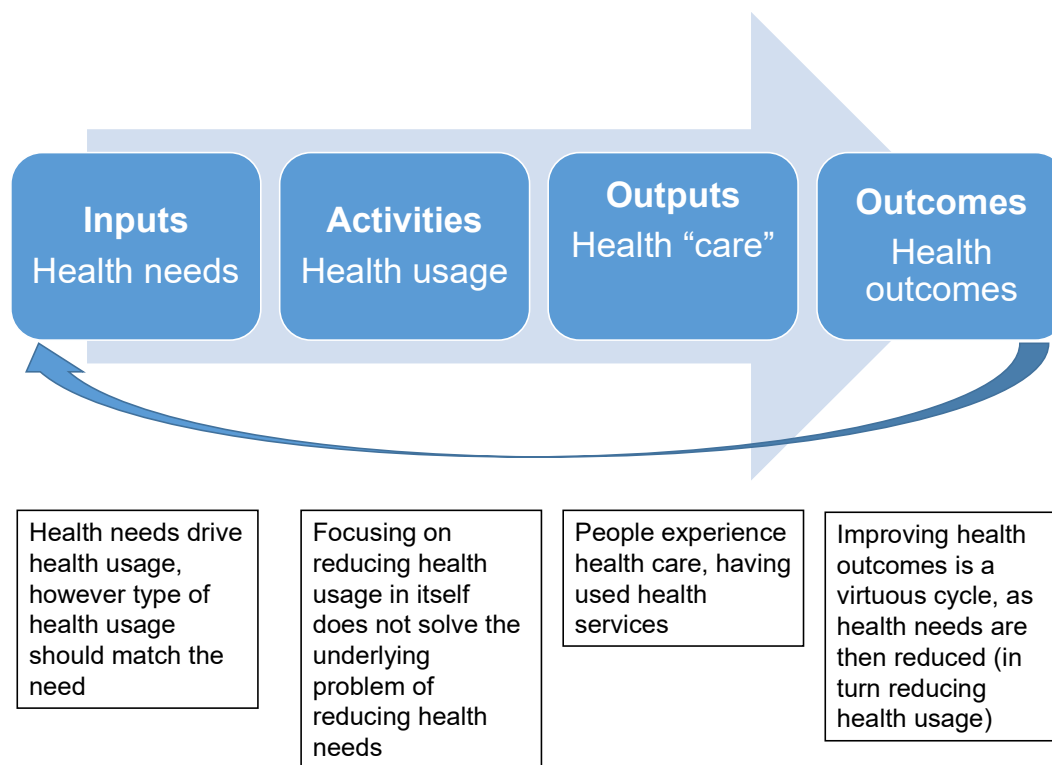 Inputs
Health needs
Activities
Health usage
Outputs
Health “care”
Outcomes
Health
outcomes
Health needs drive
health usage,
however type of
health usage
should match the
need
Focusing on
reducing health
usage in itself
does not solve the
underlying
problem of
reducing health
needs
People experience
health care, having
used health
services
Improving health
outcomes is a
virtuous cycle, as
health needs are
then reduced (in
turn reducing
health usage)